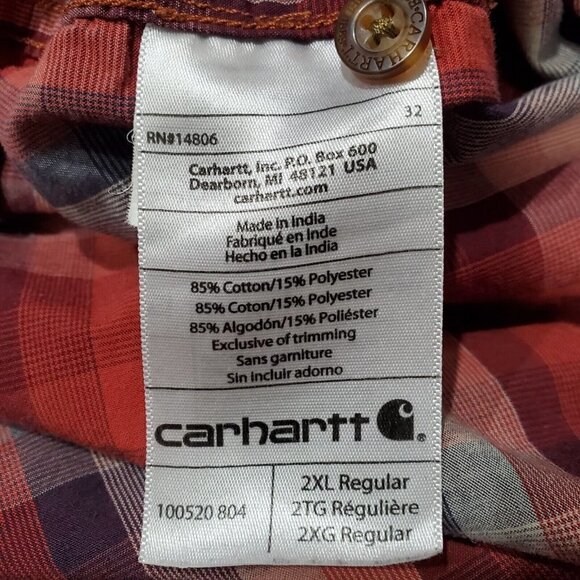 CARHARTT
32
RN#14806
Carhartt, Inc. P.O. Box 600
Dearborn, MI 48121 USA
carhartt.com
Made in India
Fabriqué en Inde
Hecho en la India
85% Cotton/15% Polyester
85% Coton/15% Polyester
85% Algodón/15% Poliéster
Exclusive of trimming
Sans garniture
Sin incluir adorno
carhartt
100520 804
2XL Regular
2TG Régulière
2XG Regular